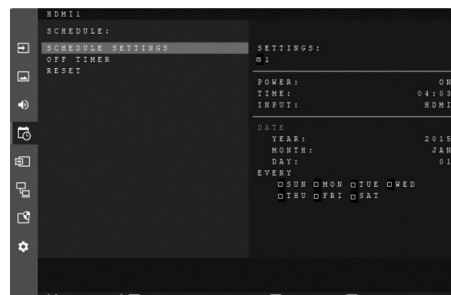 HDMI1
SCHEDULE:
SCHEDULE SETTINGS
OFF TIMER
RESET
SETTINGS:
1
POWER: ON
TIME: 04:03
INPUT: HDMI
DATE
YEAR: 2015
MONTH: JAN
DAY: 01
EVERY
SUN MON TUE WED
THU FRI SAT